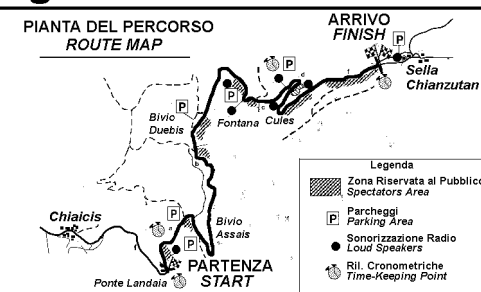 PIANTA DEL PERCORSO
ROUTE MAP
ARRIVO
FINISH
P
P
Sella
Chianzutan
P
P
Bivio
Duebis
Fontana
Cules
Chiaicis
P
P
Bivio
Assais
Ponte Landaia
PARTENZA
START
Legenda
Zona Riservata al Pubblico
Spectators Area
P
Parcheggi
Parking Area
Sonorizzazione Radio
Loud Speakers
Ril. Cronometriche
Time-Keeping Point